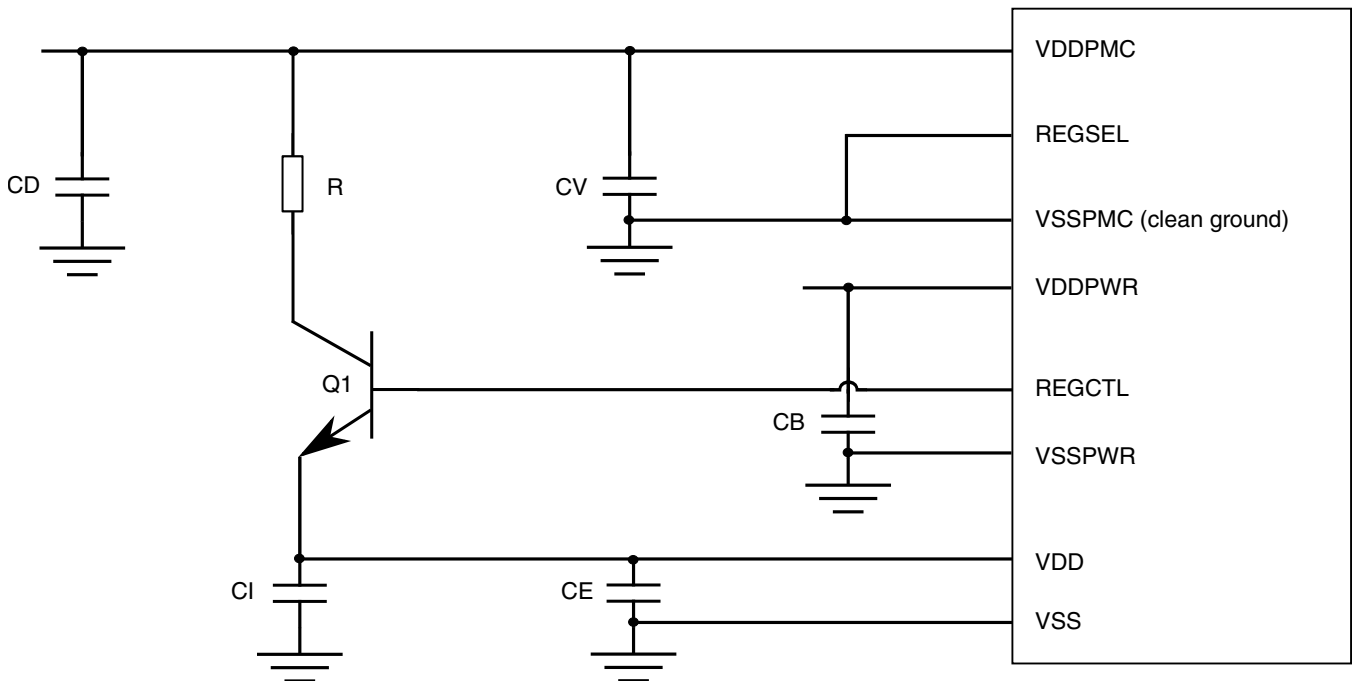 VDDPMC
REGSEL
CD
R
CV
VSSPMC (clean ground)
VDDPWR
Q1
REGCTL
CB
VSSPWR
VDD
CI
CE
VSS